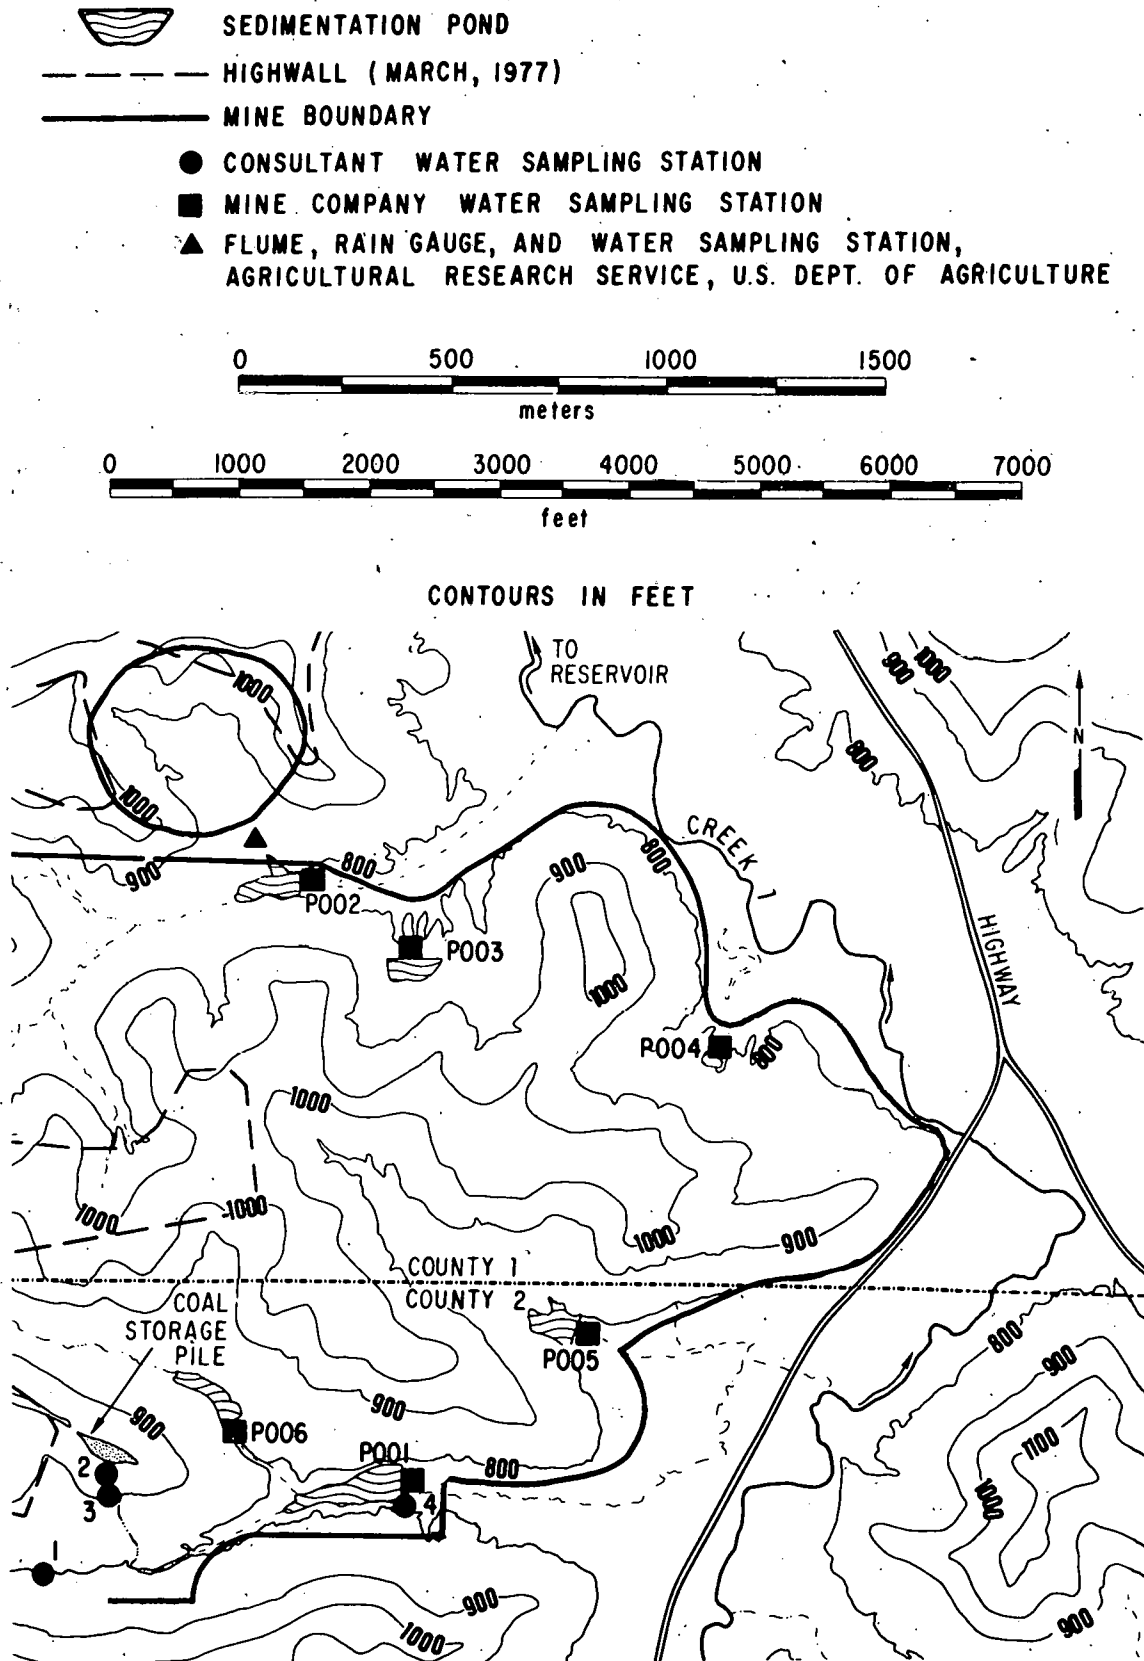 SEDIMENTATION POND
HIGHWALL (MARCH, 1977)
MINE BOUNDARY
CONSULTANT WATER SAMPLING STATION
MINE COMPANY WATER SAMPLING STATION
FLUME, RAIN GAUGE, AND WATER SAMPLING STATION,
AGRICULTURAL RESEARCH SERVICE, U.S. DEPT. OF AGRICULTURE
0 500 1000 1500
meters
0 1000 2000 3000 4000 5000 6000 7000
feet
CONTOURS IN FEET
TO
RESERVOIR
900
1000
1000
N
800
1000
CREEK 1
800
800
900
900
P002
HIGHWAY
P003
1000
P004
800
1000
1000
1000
1000
900
COUNTY 1
COUNTY 2
COAL
STORAGE
PILE
800
P005
900
900
900
P006
1100
P001
800
2
1000
3
4
1
900
900
1000